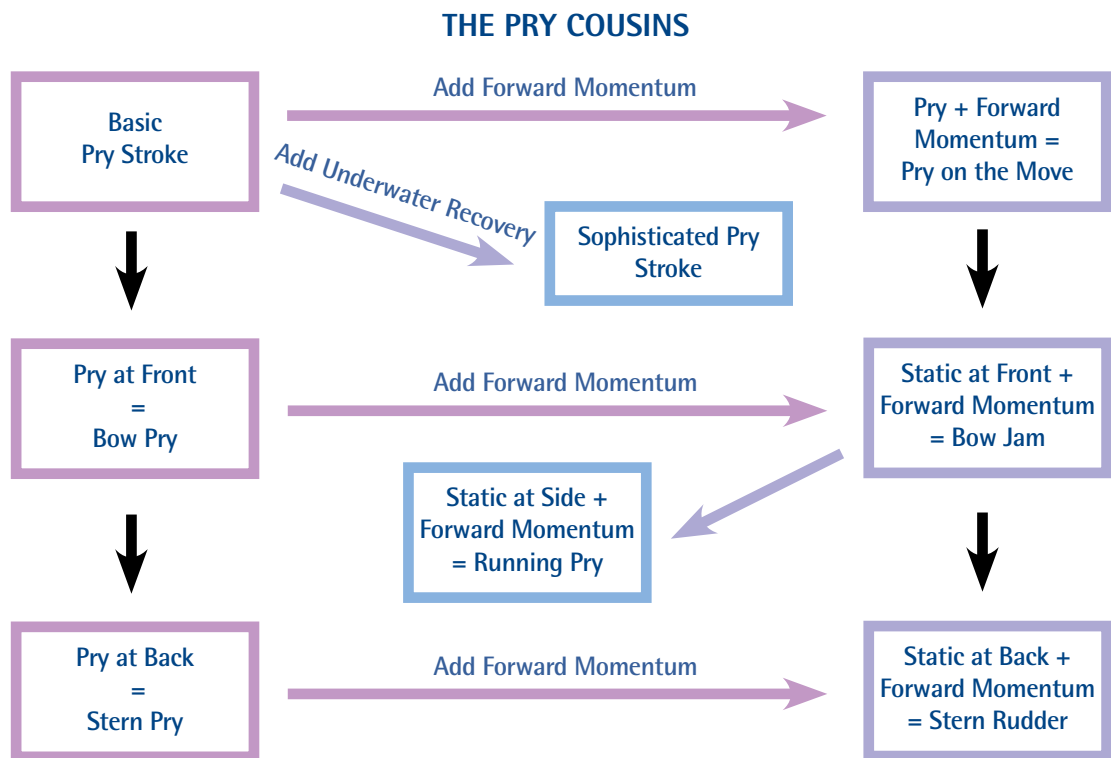 THE PRY COUSINS
Basic
Pry Stroke
Add Forward Momentum
Pry + Forward
Momentum =
Pry on the Move
Add Underwater Recovery
Sophisticated Pry
Stroke
Pry at Front
=
Bow Pry
Add Forward Momentum
Static at Front +
Forward Momentum
= Bow Jam
Static at Side +
Forward Momentum
= Running Pry
Pry at Back
=
Stern Pry
Add Forward Momentum
Static at Back +
Forward Momentum
= Stern Rudder